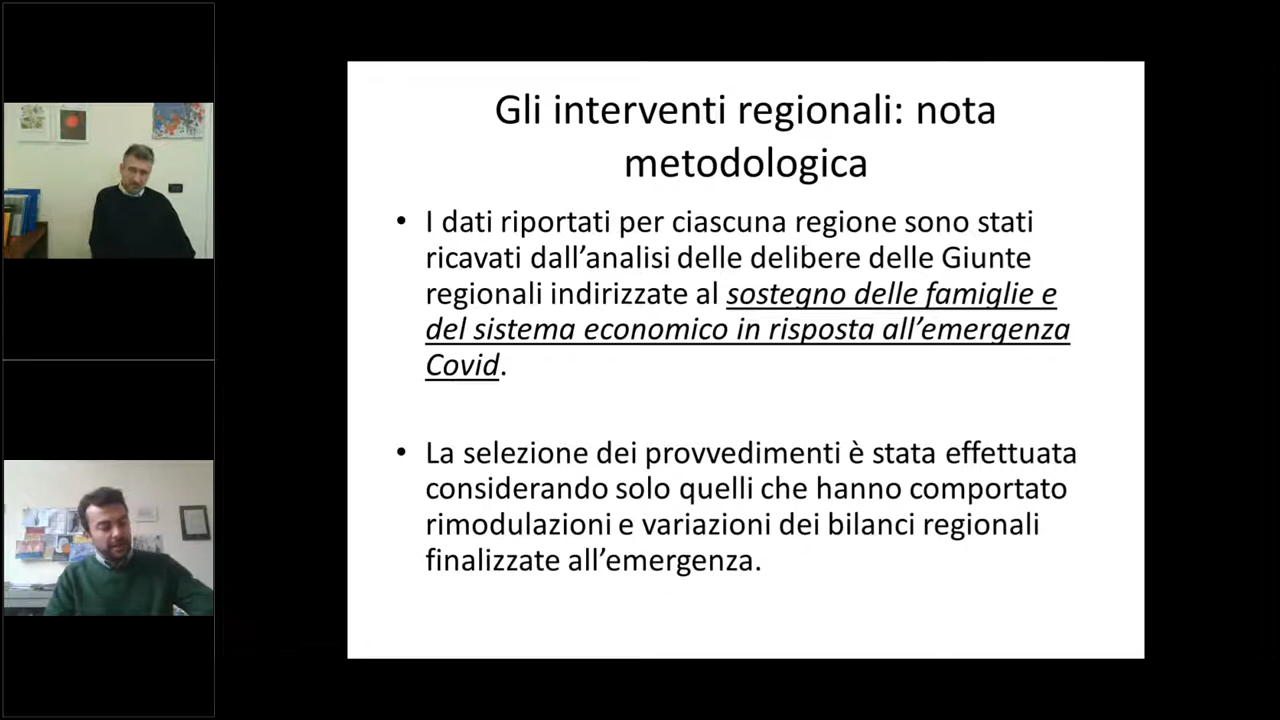 Gli interventi regionali: nota
metodologica
• I dati riportati per ciascuna regione sono stati
ricavati dall’analisi delle delibere delle Giunte
regionali indirizzate al sostegno delle famiglie e
del sistema economico in risposta all’emergenza
Covid.
• La selezione dei provvedimenti è stata effettuata
considerando solo quelli che hanno comportato
rimodulazioni e variazioni dei bilanci regionali
finalizzate all’emergenza.